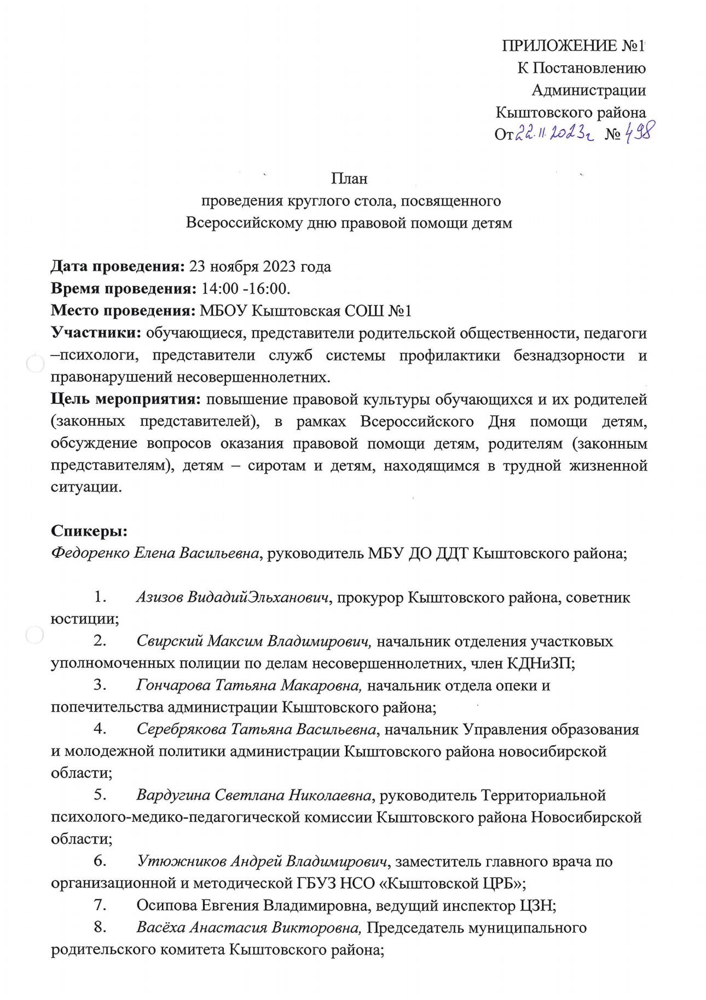 ПРИЛОЖЕНИЕ №1
К Постановлению
Администрации
Кыштовского района
От 22.11.2023г № 498
План
проведения круглого стола, посвященного
Всероссийскому дню правовой помощи детям
Дата проведения: 23 ноября 2023 года
Время проведения: 14:00 -16:00.
Место проведения: МБОУ Кыштовская СОШ №1
Участники: обучающиеся, представители родительской общественности, педагоги
–психологи, представители служб системы профилактики безнадзорности и
правонарушений несовершеннолетних.
Цель мероприятия: повышение правовой культуры обучающихся и их родителей
(законных представителей), в рамках Всероссийского Дня помощи детям,
обсуждение вопросов оказания правовой помощи детям, родителям (законным
представителям), детям – сиротам и детям, находящимся в трудной жизненной
ситуации.
Спикеры:
Федоренко Елена Васильевна, руководитель МБУ ДО ДДТ Кыштовского района;
1. Азизов ВидадийЭльханович, прокурор Кыштовского района, советник
юстиции;
2. Свирский Максим Владимирович, начальник отделения участковых
уполномоченных полиции по делам несовершеннолетних, член КДНиЗП;
3. Гончарова Татьяна Макаровна, начальник отдела опеки и
попечительства администрации Кыштовского района;
4. Серебрякова Татьяна Васильевна, начальник Управления образования
и молодежной политики администрации Кыштовского района новосибирской
области;
5. Вардугина Светлана Николаевна, руководитель Территориальной
психолого-медико-педагогической комиссии Кыштовского района Новосибирской
области;
6. Утюжников Андрей Владимирович, заместитель главного врача по
организационной и методической ГБУЗ НСО «Кыштовской ЦРБ»;
7. Осипова Евгения Владимировна, ведущий инспектор ЦЗН;
8. Васёха Анастасия Викторовна, Председатель муниципального
родительского комитета Кыштовского района;